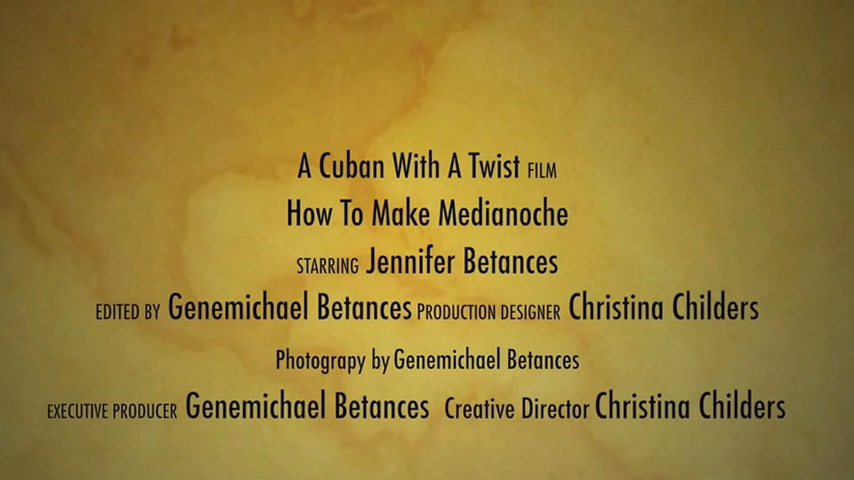 A Cuban With A Twist FILM
How To Make Medianoche
STARRING Jennifer Betances
EDITED BY Genemichael Betances PRODUCTION DESIGNER Christina Childers
Photograpy by Genemichael Betances
EXECUTIVE PRODUCER Genemichael Betances Creative Director Christina Childers